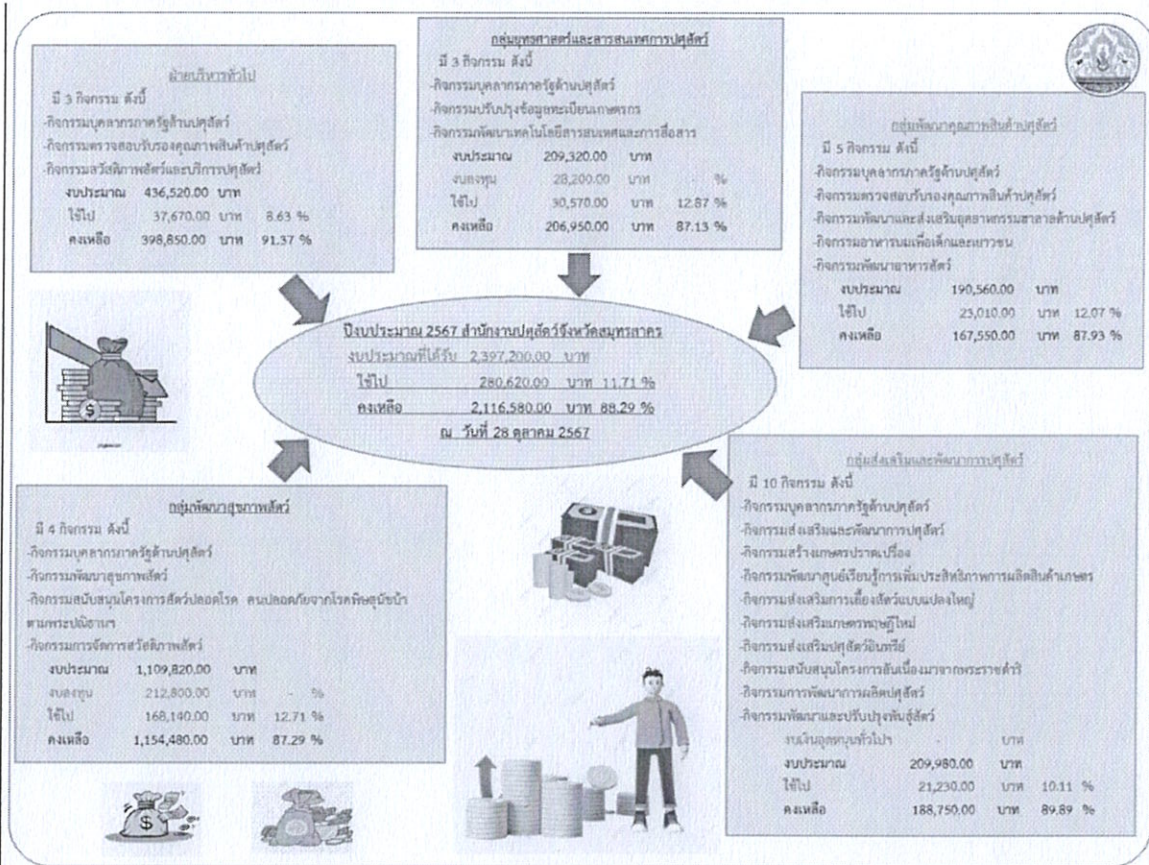 กลุ่มยุทธศาสตร์และสารสนเทศการปศุสัตว์
มี 3 กิจกรรม ดังนี้
-กิจกรรมบุคลากรภาครัฐด้านปศุสัตว์
-กิจกรรมปรับปรุงข้อมูลทะเบียนเกษตรกร
-กิจกรรมพัฒนาเทคโนโลยีสารสนเทศและการสื่อสาร
งบประมาณ 209,320.00 บาท
งบลงทุน 28,200.00 บาท - %
ใช้ไป 30,570.00 บาท 12.87 %
คงเหลือ 206,950.00 บาท 87.13 %
ฝ่ายบริหารทั่วไป
มี 3 กิจกรรม ดังนี้
-กิจกรรมบุคลากรภาครัฐด้านปศุสัตว์
-กิจกรรมตรวจสอบรับรองคุณภาพสินค้าปศุสัตว์
-กิจกรรมสวัสดิภาพสัตว์และบริการปศุสัตว์
งบประมาณ 436,520.00 บาท
ใช้ไป 37,670.00 บาท 8.63 %
คงเหลือ 398,850.00 บาท 91.37 %
กลุ่มพัฒนาคุณภาพสินค้าปศุสัตว์
มี 5 กิจกรรม ดังนี้
-กิจกรรมบุคลากรภาครัฐด้านปศุสัตว์
-กิจกรรมตรวจสอบรับรองคุณภาพสินค้าปศุสัตว์
-กิจกรรมพัฒนาและส่งเสริมอุตสาหกรรมฮาลาลด้านปศุสัตว์
-กิจกรรมอาหารนมเพื่อเด็กและเยาวชน
-กิจกรรมพัฒนาอาหารสัตว์
งบประมาณ 190,560.00 บาท
ใช้ไป 23,010.00 บาท 12.07 %
คงเหลือ 167,550.00 บาท 87.93 %
ปีงบประมาณ 2567 สำนักงานปศุสัตว์จังหวัดสมุทรสาคร
งบประมาณที่ได้รับ 2,397,200.00 บาท
ใช้ไป 280,620.00 บาท 11.71 %
คงเหลือ 2,116,580.00 บาท 88.29 %
ณ วันที่ 28 ตุลาคม 2567
กลุ่มพัฒนาสุขภาพสัตว์
มี 4 กิจกรรม ดังนี้
-กิจกรรมบุคลากรภาครัฐด้านปศุสัตว์
-กิจกรรมพัฒนาสุขภาพสัตว์
-กิจกรรมสนับสนุนโครงการสัตว์ปลอดโรค คนปลอดภัยจากโรคพิษสุนัขบ้า
ตามพระปณิธานฯ
-กิจกรรมการจัดการสวัสดิภาพสัตว์
งบประมาณ 1,109,820.00 บาท
งบลงทุน 212,800.00 บาท - %
ใช้ไป 168,140.00 บาท 12.71 %
คงเหลือ 1,154,480.00 บาท 87.29 %
กลุ่มส่งเสริมและพัฒนาการปศุสัตว์
มี 10 กิจกรรม ดังนี้
-กิจกรรมบุคลากรภาครัฐด้านปศุสัตว์
-กิจกรรมส่งเสริมและพัฒนาการปศุสัตว์
-กิจกรรมสร้างเกษตรปราดเปรื่อง
-กิจกรรมพัฒนาศูนย์เรียนรู้การเพิ่มประสิทธิภาพการผลิตสินค้าเกษตร
-กิจกรรมส่งเสริมการเลี้ยงสัตว์แบบแปลงใหญ่
-กิจกรรมส่งเสริมเกษตรทฤษฎีใหม่
-กิจกรรมส่งเสริมปศุสัตว์อินทรีย์
-กิจกรรมสนับสนุนโครงการอันเนื่องมาจากพระราชดำริ
-กิจกรรมการพัฒนาการผลิตปศุสัตว์
-กิจกรรมพัฒนาและปรับปรุงพันธุ์สัตว์
งบเงินอุดหนุนทั่วไปฯ - บาท
งบประมาณ 209,980.00 บาท
ใช้ไป 21,230.00 บาท 10.11 %
คงเหลือ 188,750.00 บาท 89.89 %